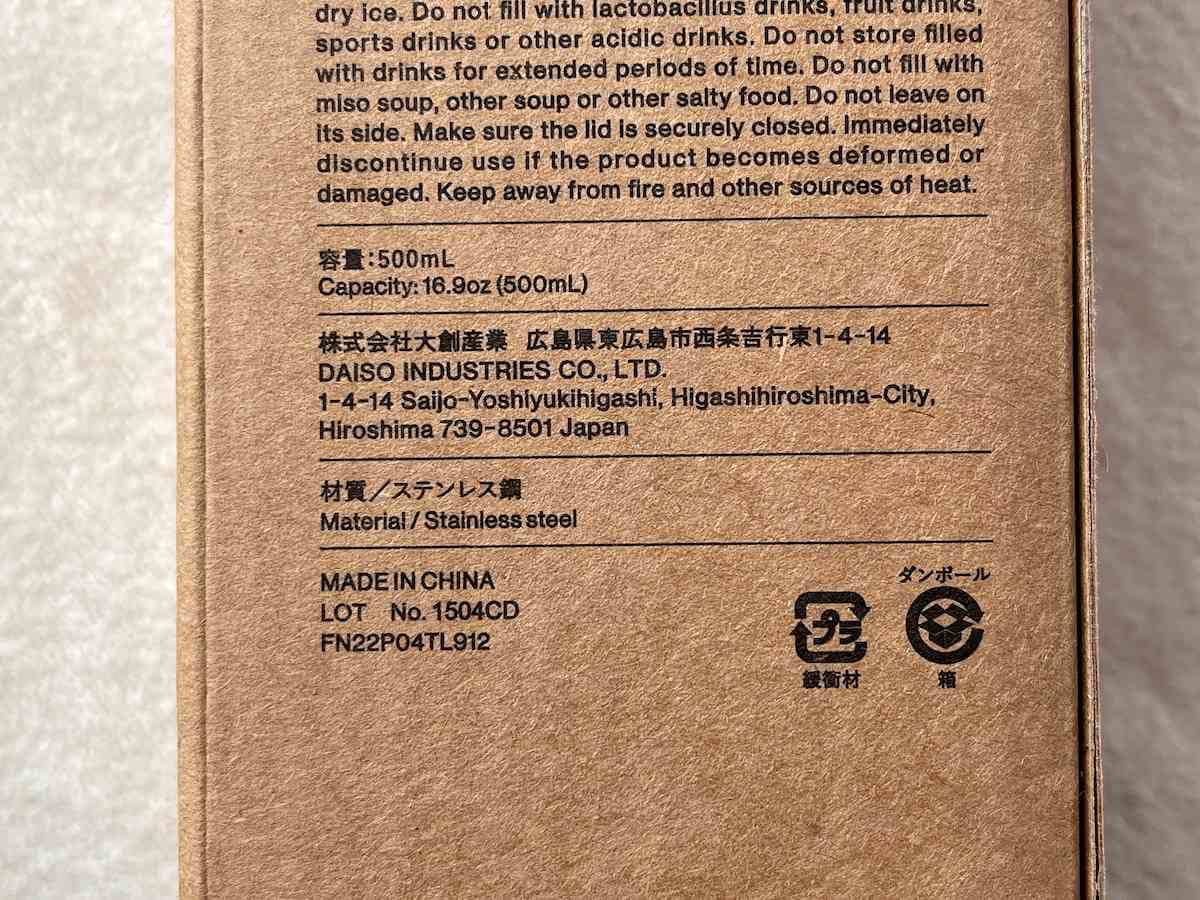 dry ice. Do not fill with lactobacillus drinks, fruit drinks,
sports drinks or other acidic drinks. Do not store filled
with drinks for extended periods of time. Do not fill with
miso soup, other soup or other salty food. Do not leave on
its side. Make sure the lid is securely closed. Immediately
discontinue use if the product becomes deformed or
damaged. Keep away from fire and other sources of heat.
容量:500mL
Capacity: 16.9oz (500mL)
株式会社大創産業 広島県東広島市西条吉行東1-4-14
DAISO INDUSTRIES CO., LTD.
1-4-14 Saijo-Yoshiyukihigashi, Higashihiroshima-City,
Hiroshima 739-8501 Japan
材質/ステンレス鋼
Material / Stainless steel
MADE IN CHINA
LOT No. 1504CD
FN22P04TL912
プラ
緩衝材
ダンボール
箱